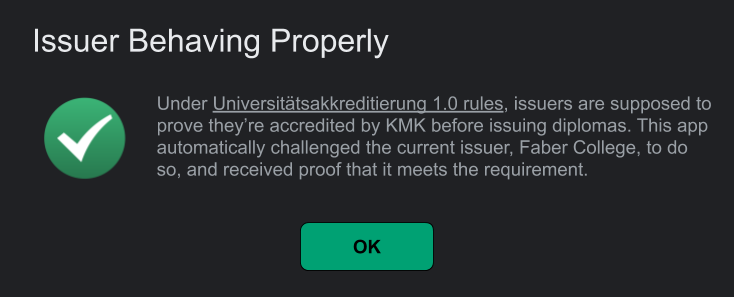 Issuer Behaving Properly
Under Universitätsakkreditierung 1.0 rules, issuers are supposed to
prove they’re accredited by KMK before issuing diplomas. This app
automatically challenged the current issuer, Faber College, to do
so, and received proof that it meets the requirement.
OK